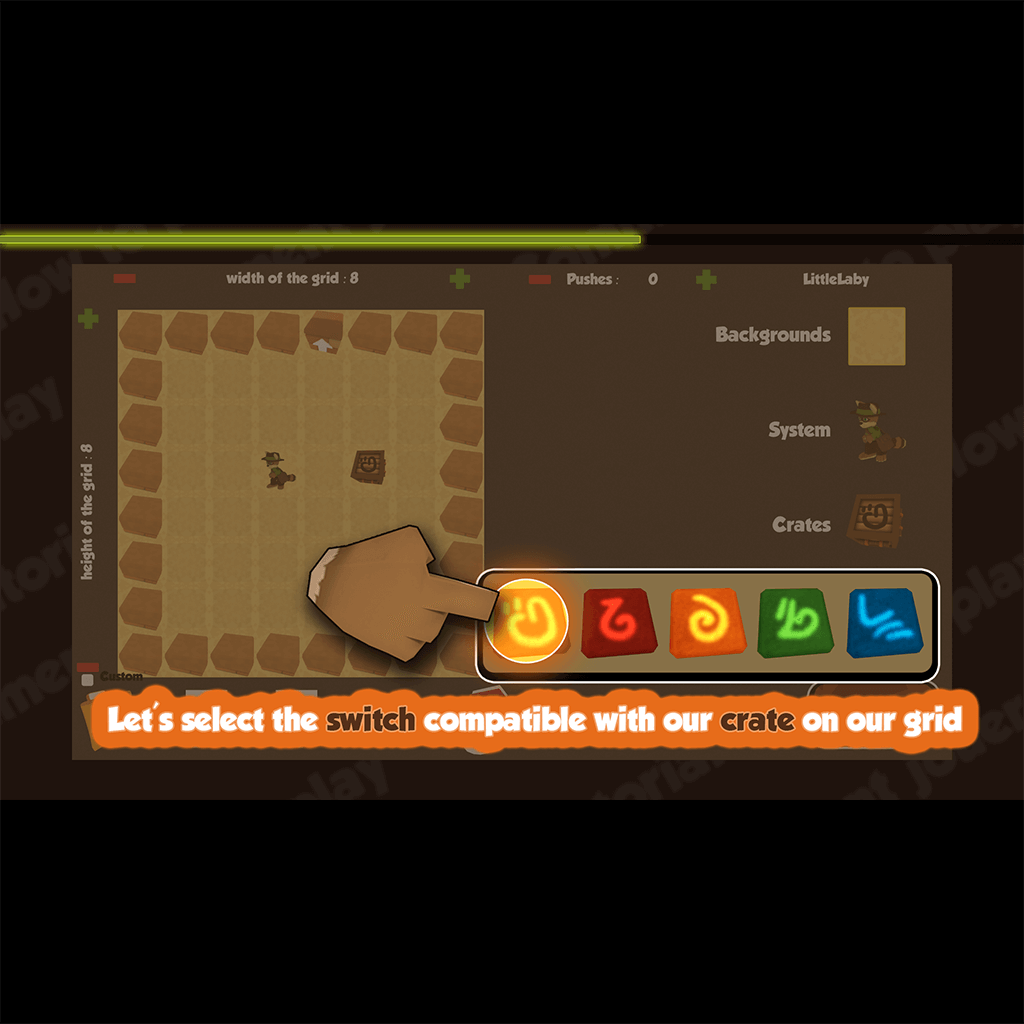 width of the grid : 8
Pushes : 0
LittleLaby
Backgrounds
height of the grid : 8
System
Crates
Custom
Let's select the switch compatible with our crate on our grid